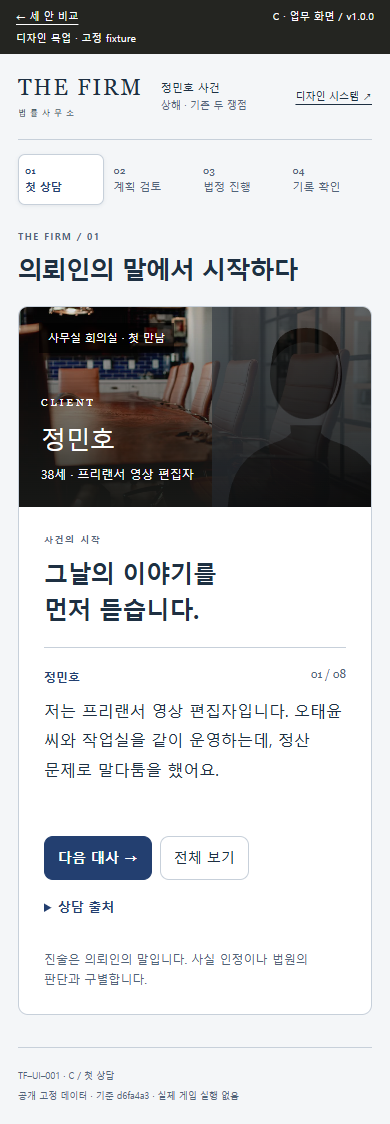 ← 세 안 비교
C · 업무 화면 / v1.0.0
디자인 목업 · 고정 fixture
THE FIRM
법률사무소
정민호 사건
상해 · 기존 두 쟁점
디자인 시스템 ↗
01
첫 상담
02
계획 검토
03
법정 진행
04
기록 확인
THE FIRM / 01
의뢰인의 말에서 시작하다
사무실 회의실 · 첫 만남
CLIENT
정민호
38세 · 프리랜서 영상 편집자
사건의 시작
그날의 이야기를
먼저 듣습니다.
정민호
01 / 08
저는 프리랜서 영상 편집자입니다. 오태윤
씨와 작업실을 같이 운영하는데, 정산
문제로 말다툼을 했어요.
다음 대사 →
전체 보기
▶ 상담 출처
진술은 의뢰인의 말입니다. 사실 인정이나 법원의
판단과 구별합니다.
TF-UI-001 · C / 첫 상담
공개 고정 데이터 · 기준 d6fa4a3 · 실제 게임 실행 없음